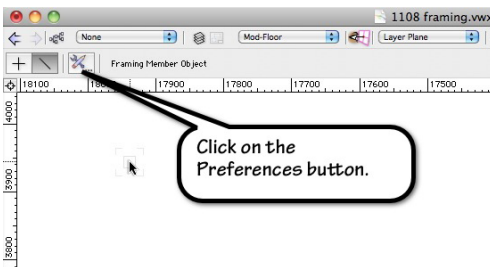 1108 framing.vwx
None
Mod-Floor
Layer Plane
Framing Member Object
18100
17900
17800
17700
17600
17500
4000
3900
3800
Click on the
Preferences button.